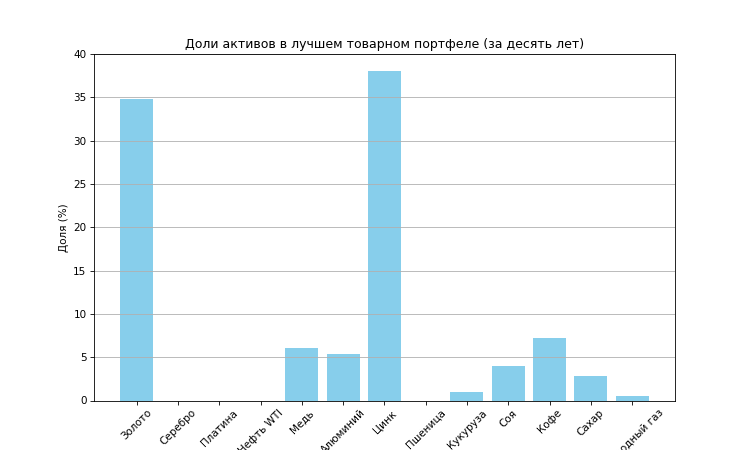 Доли активов в лучшем товарном портфеле (за десять лет)
Доля (%)
40
35
30
25
20
15
10
5
0
Золото
Серебро
Платина
Нефть WTI
Медь
Алюминий
Цинк
Пшеница
Кукуруза
Соя
Кофе
Сахар
газ